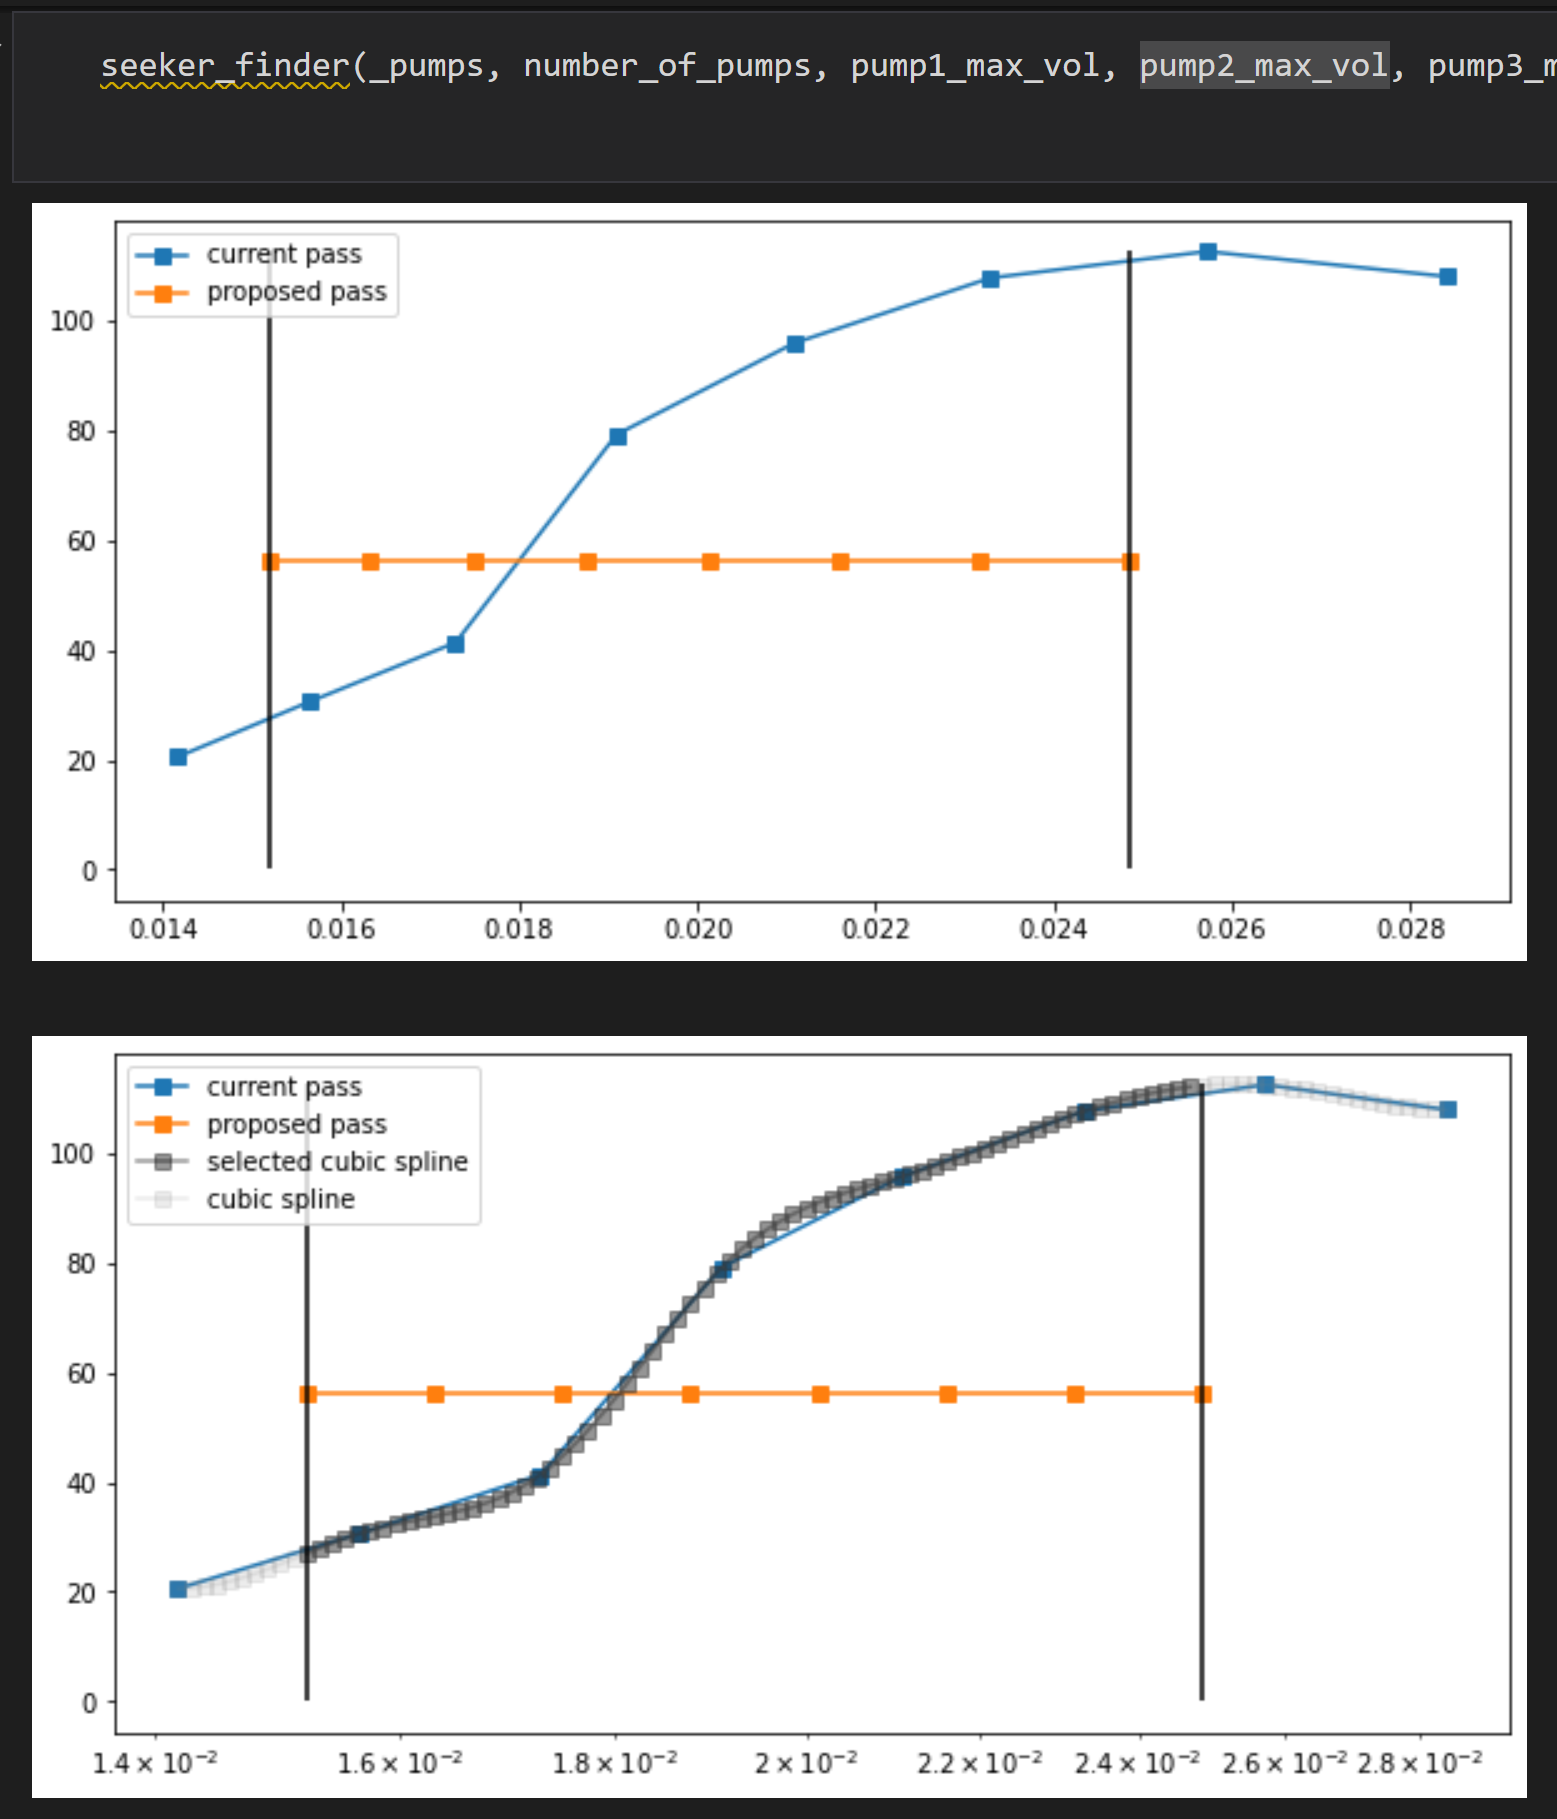 seeker_finder(_pumps, number_of_pumps, pump1_max_vol, pump2_max_vol, pump3_m
current pass
proposed pass
100
80
60
40
20
0
0.014 0.016 0.018 0.020 0.022 0.024 0.026 0.028
current pass
proposed pass
selected cubic spline
cubic spline
100
80
60
40
20
0
1.4 × 10⁻² 1.6 × 10⁻² 1.8 × 10⁻² 2 × 10⁻² 2.2 × 10⁻² 2.4 × 10⁻² 2.6 × 10⁻² 2.8 × 10⁻²